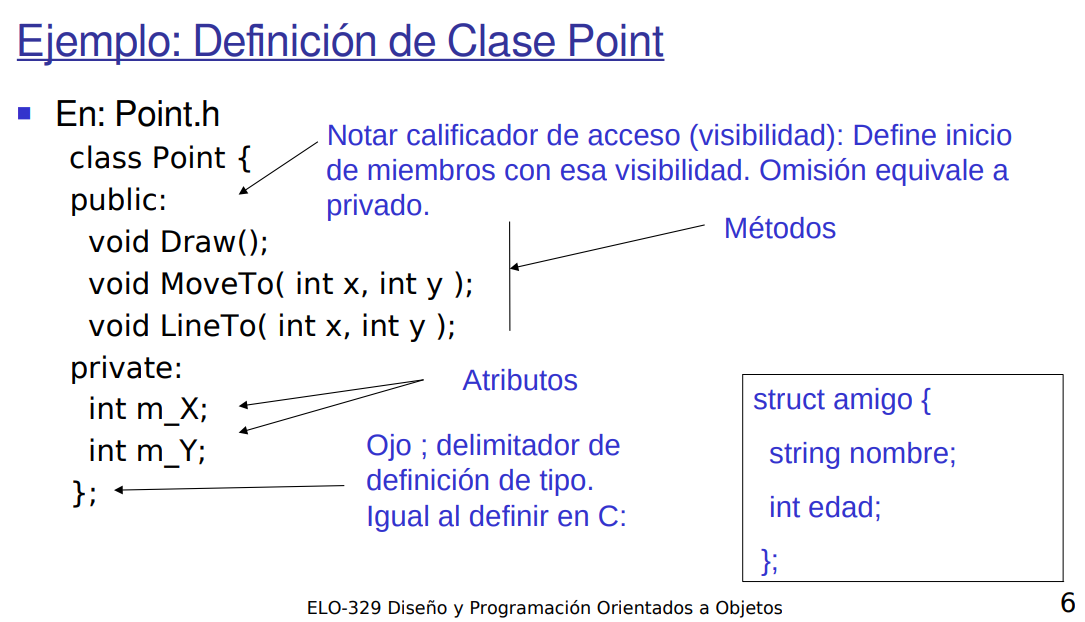 Ejemplo: Definición de Clase Point
En: Point.h
class Point {
public:
void Draw();
void MoveTo( int x, int y );
void LineTo( int x, int y );
private:
int m_X;
int m_Y;
};
Notar calificador de acceso (visibilidad): Define inicio
de miembros con esa visibilidad. Omisión equivale a
privado.
Métodos
Atributos
Ojo ; delimitador de
definición de tipo.
Igual al definir en C:
struct amigo {
string nombre;
int edad;
};
ELO-329 Diseño y Programación Orientados a Objetos
6